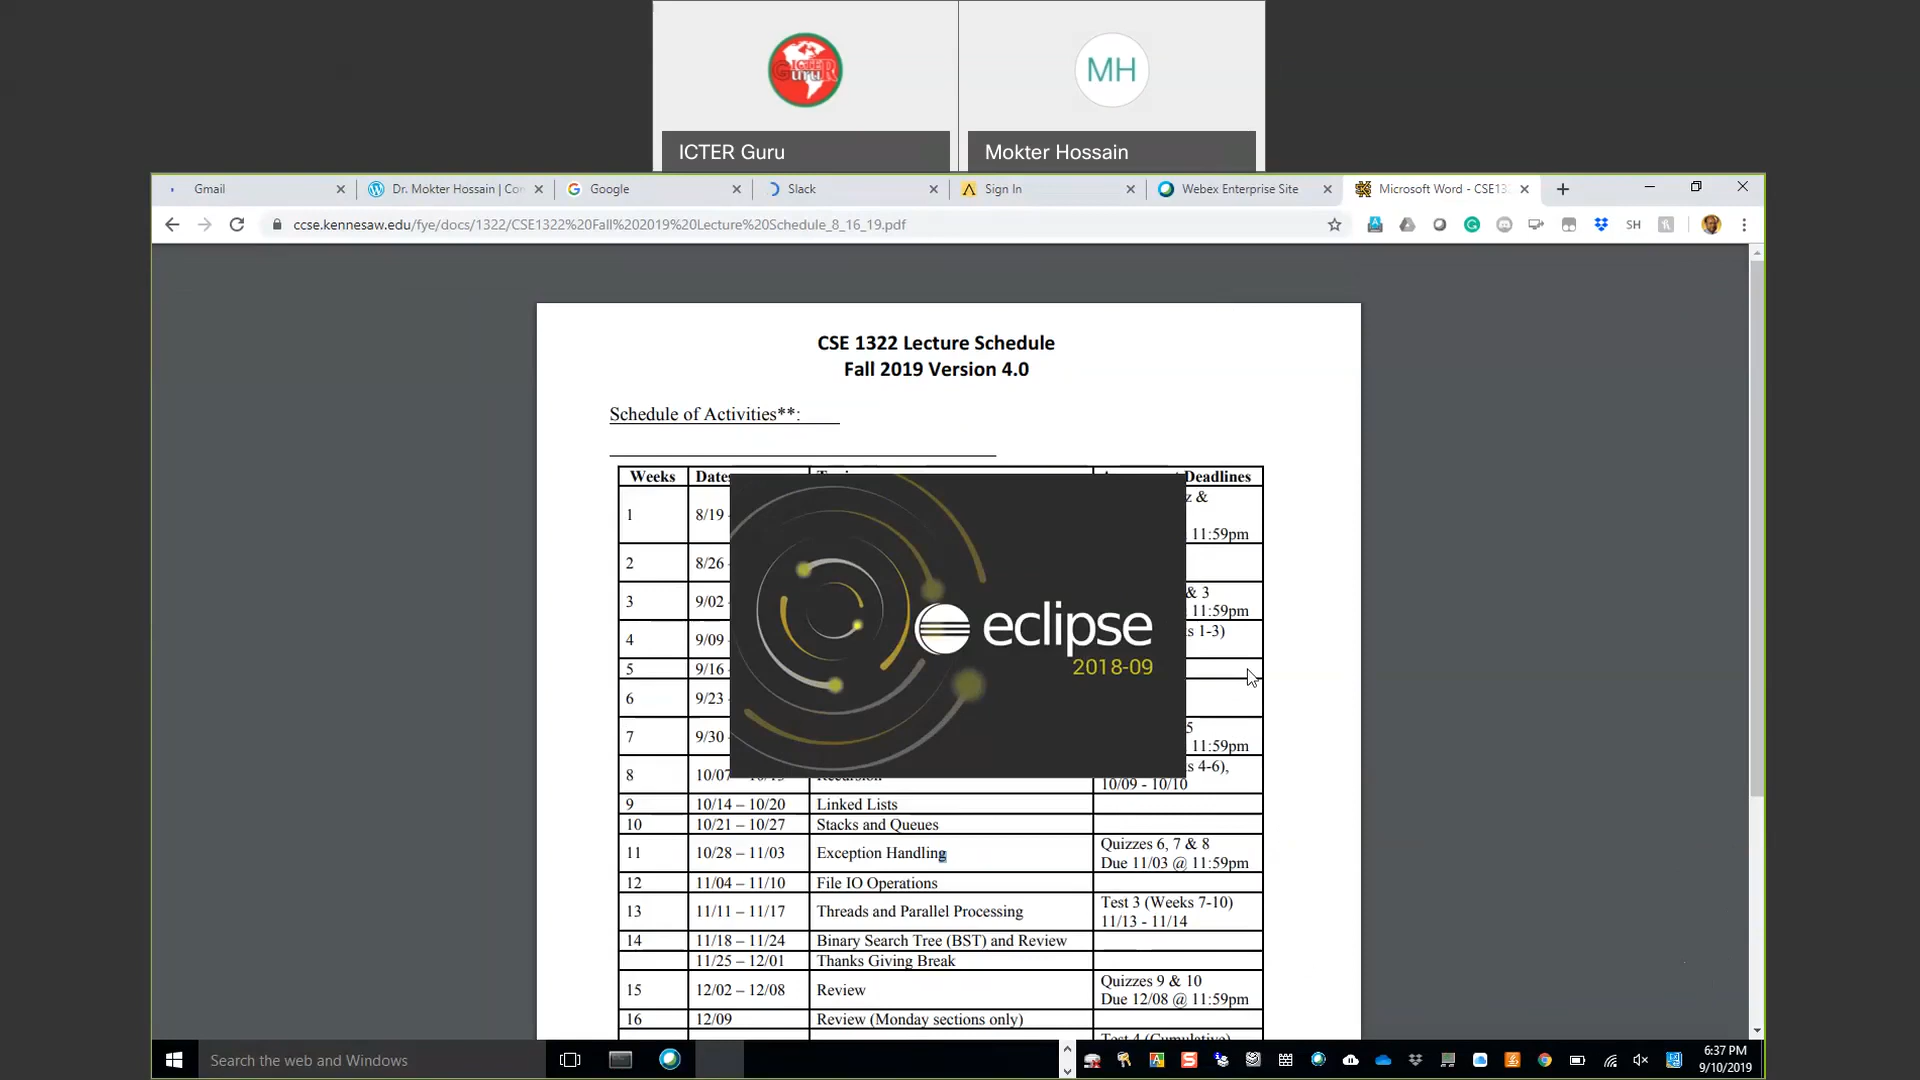 ICTER
GuRu
MH
ICTER Guru
Mokter Hossain
Gmail
Dr. Mokter Hossain | Con
Google
Slack
Sign In
Webex Enterprise Site
Microsoft Word - CSE13
ccse.kennesaw.edu/fye/docs/1322/CSE1322%20Fall%202019%20Lecture%20Schedule_8_16_19.pdf
SH
CSE 1322 Lecture Schedule
Fall 2019 Version 4.0
Schedule of Activities**:
Weeks Dates Deadlines
1 8/19 - z &
11:59pm
2 8/26
3 9/02 - & 3
11:59pm
4 9/09 s 1-3)
5 9/16
6 9/23
7 9/30 5
11:59pm
8 10/07 - 10/13 Recursion s 4-6),
10/09 - 10/10
9 10/14 – 10/20 Linked Lists
10 10/21 – 10/27 Stacks and Queues
11 10/28 – 11/03 Exception Handling Quizzes 6, 7 & 8
Due 11/03 @ 11:59pm
12 11/04 – 11/10 File IO Operations
13 11/11 – 11/17 Threads and Parallel Processing Test 3 (Weeks 7-10)
11/13 - 11/14
14 11/18 – 11/24 Binary Search Tree (BST) and Review
11/25 – 12/01 Thanks Giving Break
15 12/02 – 12/08 Review Quizzes 9 & 10
Due 12/08 @ 11:59pm
16 12/09 Review (Monday sections only)
Test 4 (Cumulative)
eclipse
2018-09
Search the web and Windows
6:37 PM
9/10/2019